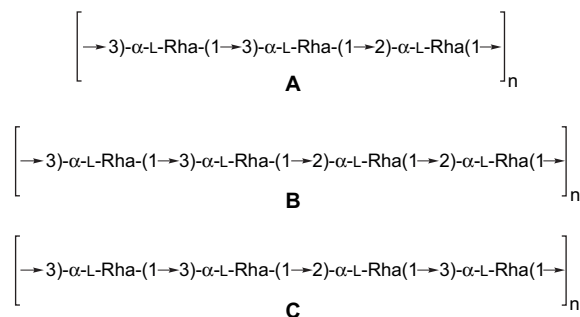 [→3)-α-L-Rha-(1→3)-α-L-Rha-(1→2)-α-L-Rha(1→]n
A
[→3)-α-L-Rha-(1→3)-α-L-Rha-(1→2)-α-L-Rha(1→2)-α-L-Rha(1→]n
B
[→3)-α-L-Rha-(1→3)-α-L-Rha-(1→2)-α-L-Rha(1→3)-α-L-Rha(1→]n
C